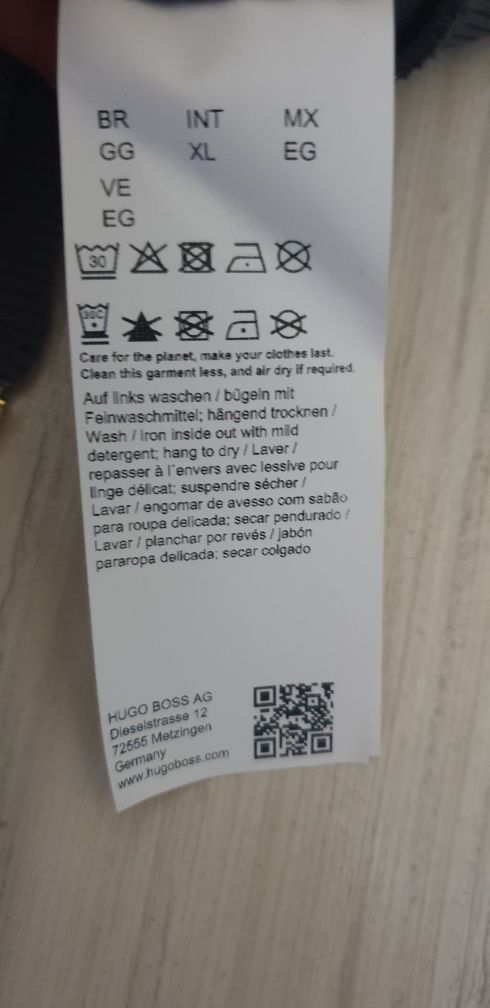 BR INT MX
GG XL EG
VE
EG
30
30C
Care for the planet, make your clothes last.
Clean this garment less, and air dry if required.
Auf links waschen / bügeln mit
Feinwaschmittel; hängend trocknen /
Wash / iron inside out with mild
detergent; hang to dry / Laver /
repasser à l´envers avec lessive pour
linge délicat; suspendre sécher /
Lavar / engomar de avesso com sabão
para roupa delicada; secar pendurado /
Lavar / planchar por revés / jabón
pararopa delicada; secar colgado
HUGO BOSS AG
Dieselstrasse 12
72555 Metzingen
Germany
www.hugoboss.com